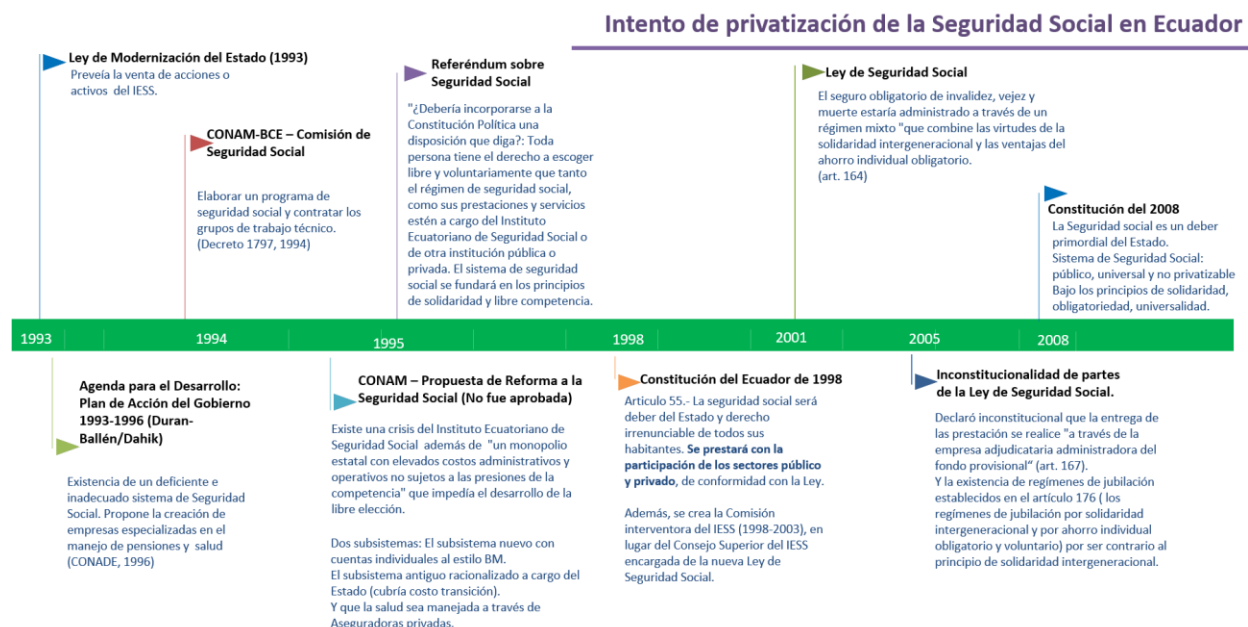 Intento de privatización de la Seguridad Social en Ecuador
Ley de Modernización del Estado (1993)
Preveía la venta de acciones o
activos del IESS.
CONAM-BCE – Comisión de
Seguridad Social
Elaborar un programa de
seguridad social y contratar los
grupos de trabajo técnico.
(Decreto 1797, 1994)
Referéndum sobre
Seguridad Social
"¿Debería incorporarse a la
Constitución Política una
disposición que diga?: Toda
persona tiene el derecho a escoger
libre y voluntariamente que tanto
el régimen de seguridad social,
como sus prestaciones y servicios
estén a cargo del Instituto
Ecuatoriano de Seguridad Social o
de otra institución pública o
privada. El sistema de seguridad
social se fundará en los principios
de solidaridad y libre competencia.
Ley de Seguridad Social
El seguro obligatorio de invalidez, vejez y
muerte estaría administrado a través de un
régimen mixto "que combine las virtudes de la
solidaridad intergeneracional y las ventajas del
ahorro individual obligatorio.
(art. 164)
Constitución del 2008
La Seguridad social es un deber
primordial del Estado.
Sistema de Seguridad Social:
público, universal y no privatizable
Bajo los principios de solidaridad,
obligatoriedad, universalidad.
1993
1994
1995
1998
2001
2005
2008
Agenda para el Desarrollo:
Plan de Acción del Gobierno
1993-1996 (Duran-
Ballén/Dahik)
Existencia de un deficiente e
inadecuado sistema de Seguridad
Social. Propone la creación de
empresas especializadas en el
manejo de pensiones y salud
(CONADE, 1996)
CONAM – Propuesta de Reforma a la
Seguridad Social (No fue aprobada)
Existe una crisis del Instituto Ecuatoriano de
Seguridad Social además de "un monopolio
estatal con elevados costos administrativos y
operativos no sujetos a las presiones de la
competencia" que impedía el desarrollo de la
libre elección.
Dos subsistemas: El subsistema nuevo con
cuentas individuales al estilo BM.
El subsistema antiguo racionalizado a cargo del
Estado (cubría costo transición).
Y que la salud sea manejada a través de
Aseguradoras privadas.
Constitución del Ecuador de 1998
Articulo 55.- La seguridad social será
deber del Estado y derecho
irrenunciable de todos sus
habitantes. Se prestará con la
participación de los sectores público
y privado, de conformidad con la Ley.
Además, se crea la Comisión
interventora del IESS (1998-2003), en
lugar del Consejo Superior del IESS
encargada de la nueva Ley de
Seguridad Social.
Inconstitucionalidad de partes
de la Ley de Seguridad Social.
Declaró inconstitucional que la entrega de
las prestación se realice "a través de la
empresa adjudicataria administradora del
fondo provisional“ (art. 167).
Y la existencia de regímenes de jubilación
establecidos en el artículo 176 ( los
regímenes de jubilación por solidaridad
intergeneracional y por ahorro individual
obligatorio y voluntario) por ser contrario al
principio de solidaridad intergeneracional.